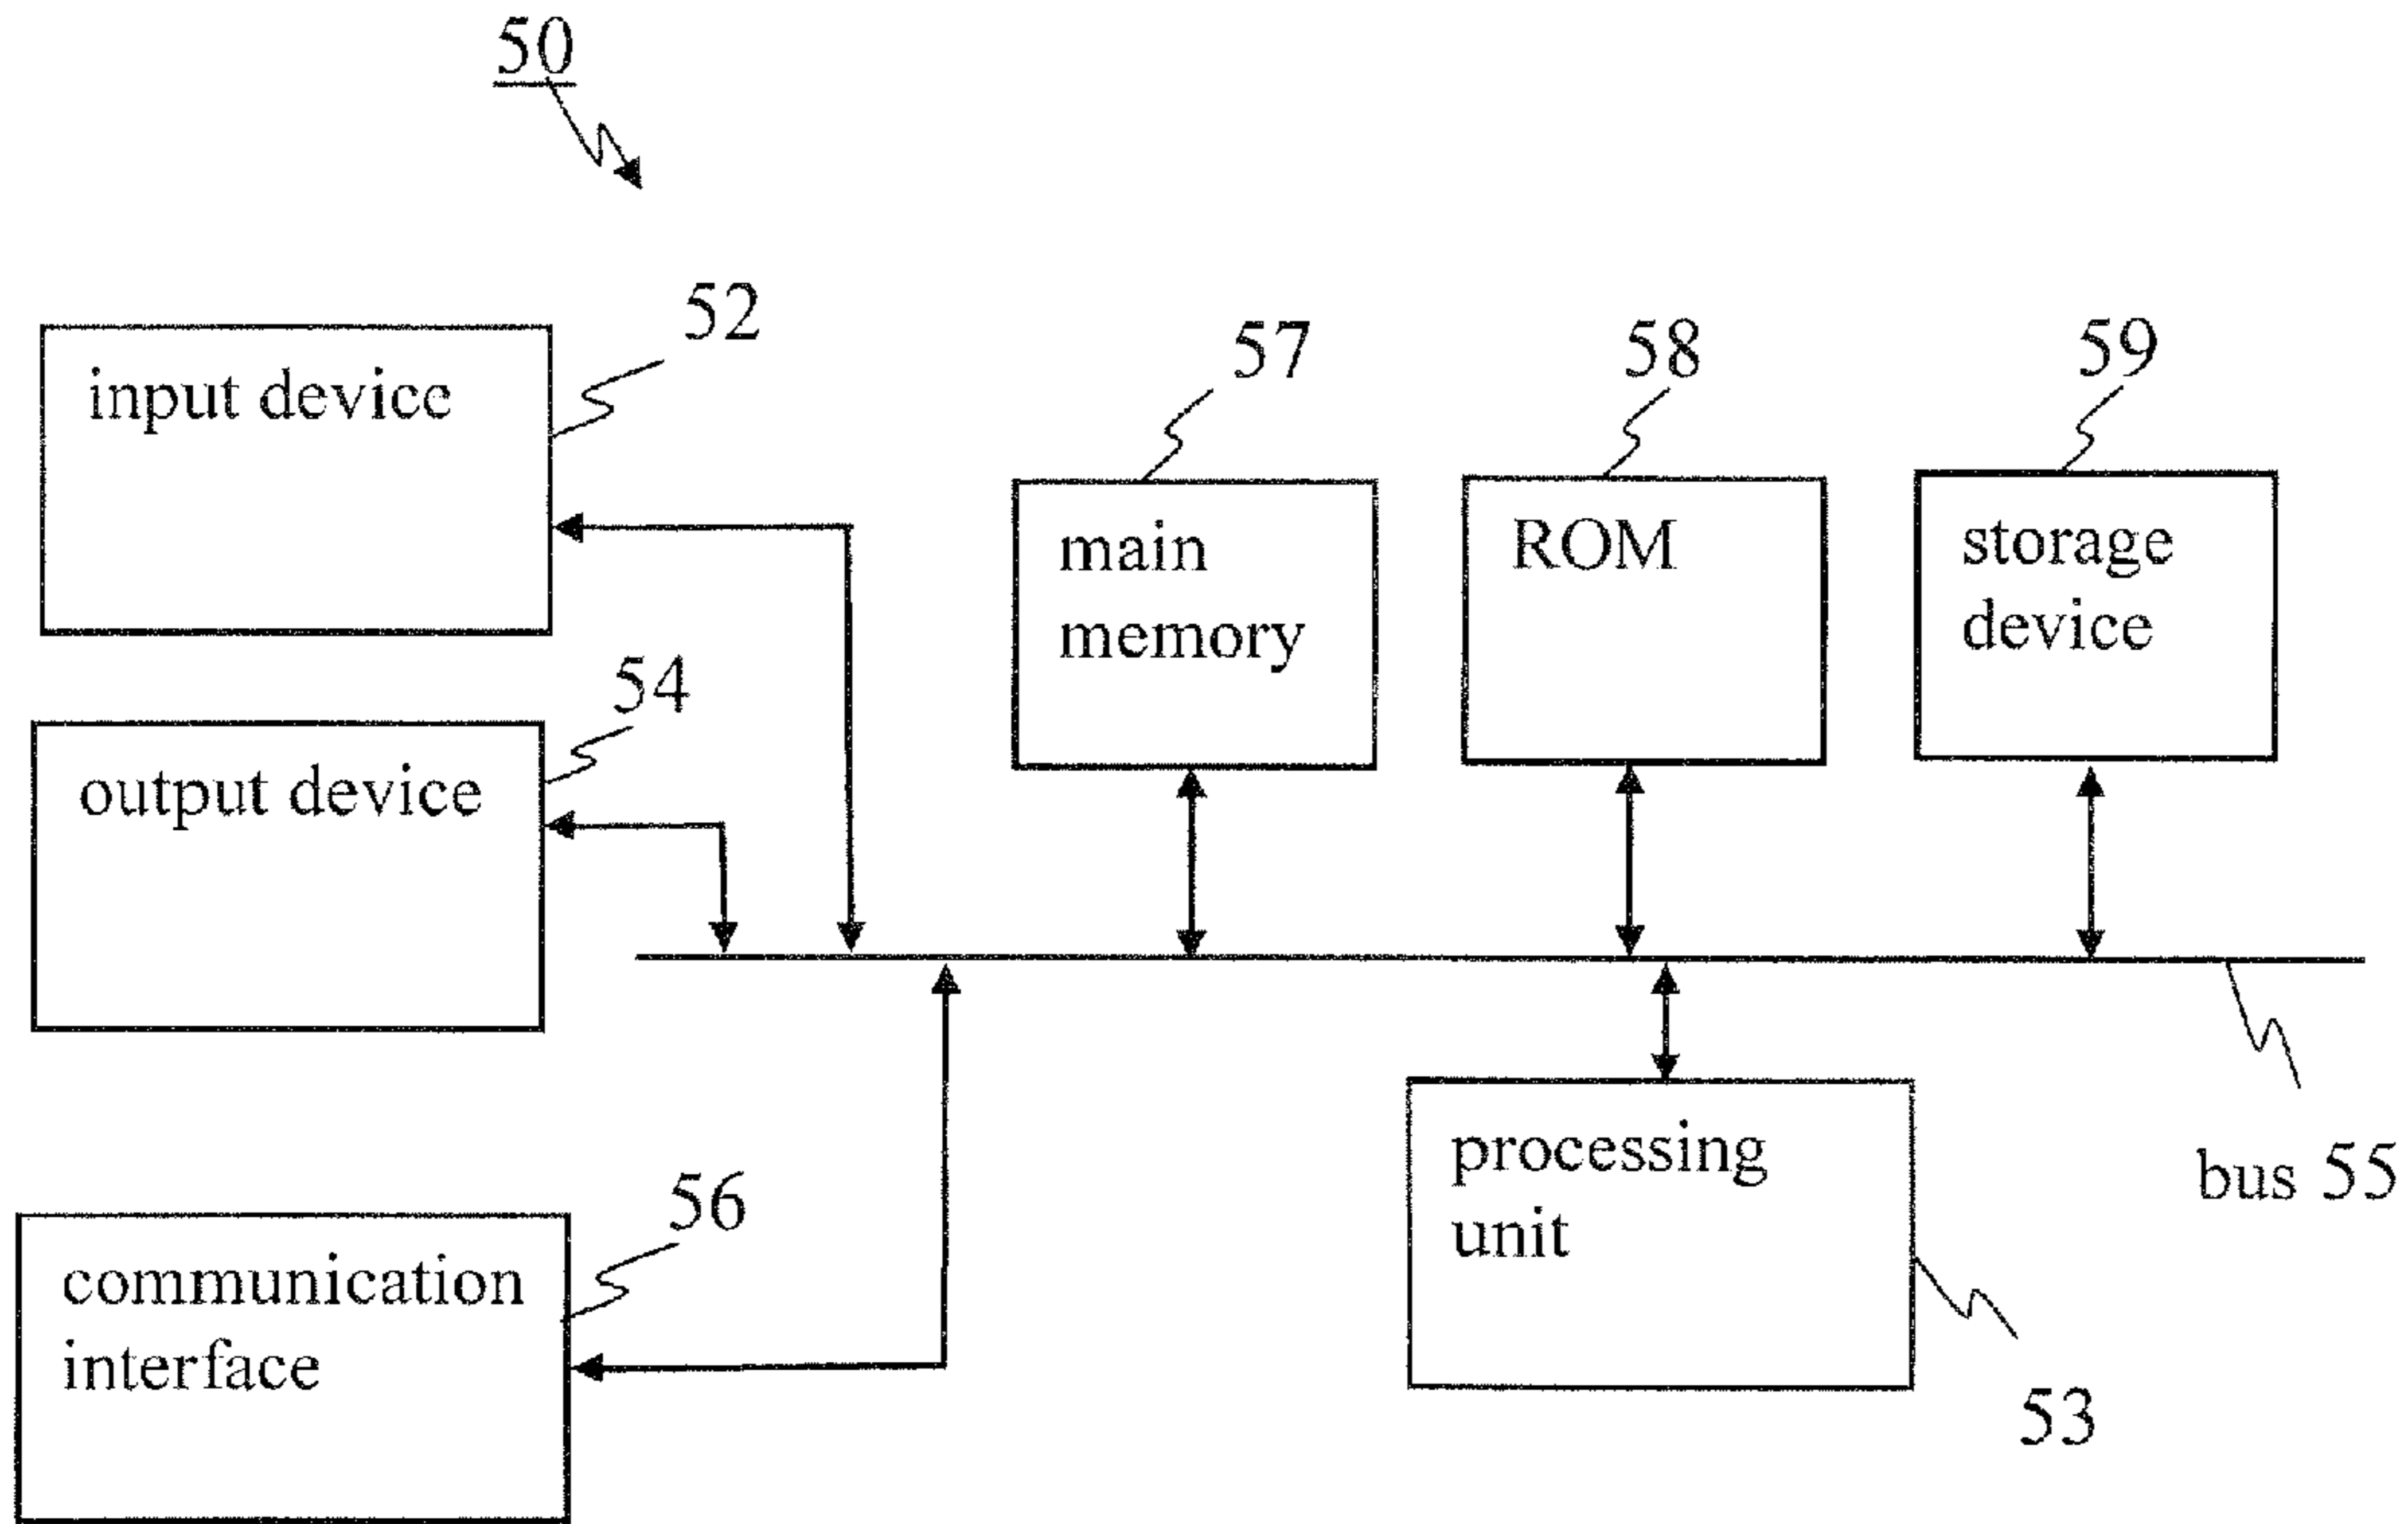 50
52
input device
57
58
59
main
memory
ROM
storage
device
54
output device
processing
unit
bus 55
56
communication
interface
53